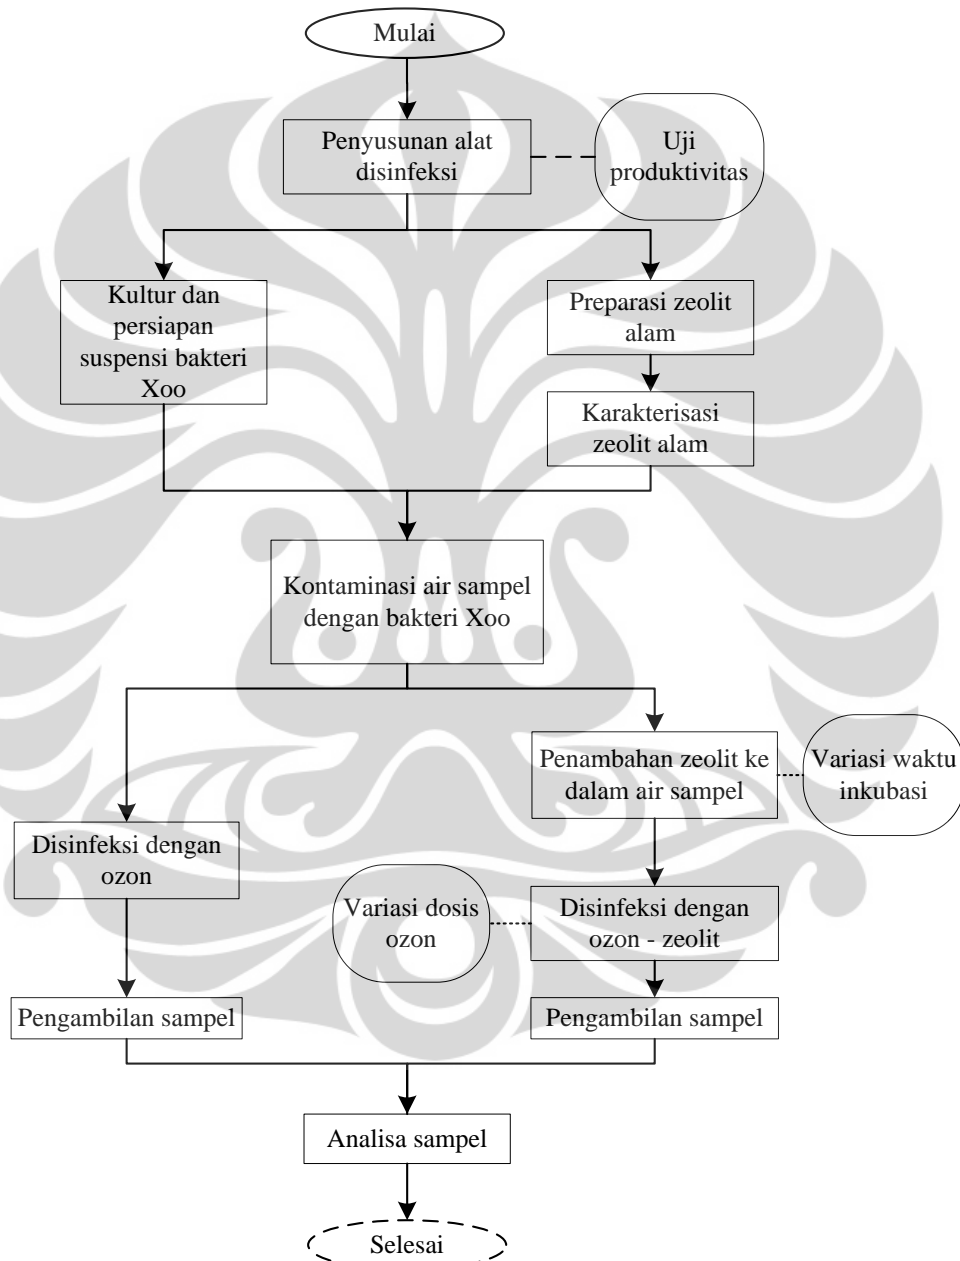 Mulai
Penyusunan alat
disinfeksi
Uji
produktivitas
Kultur dan
persiapan
suspensi bakteri
Xoo
Preparasi zeolit
alam
Karakterisasi
zeolit alam
Kontaminasi air sampel
dengan bakteri Xoo
Penambahan zeolit ke
dalam air sampel
Variasi waktu
inkubasi
Disinfeksi dengan
ozon
Variasi dosis
ozon
Disinfeksi dengan
ozon - zeolit
Pengambilan sampel
Pengambilan sampel
Analisa sampel
Selesai